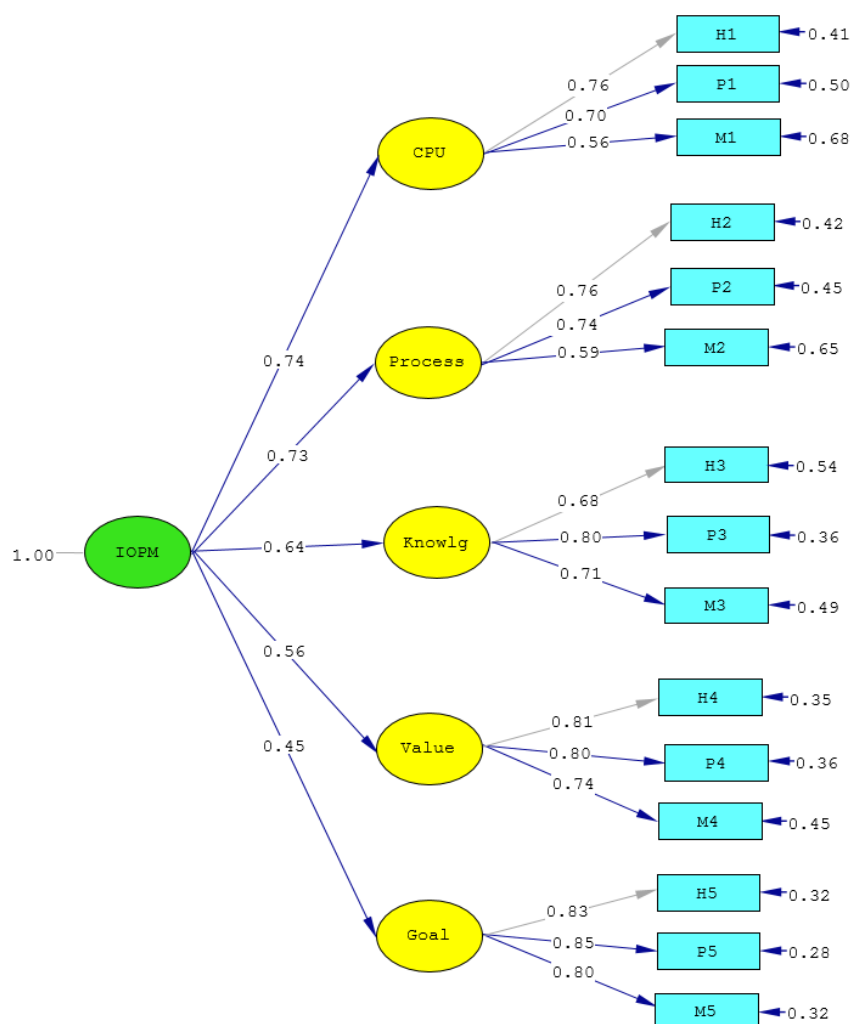 H1
0.41
0.76
P1
0.50
0.70
M1
0.68
0.56
CPU
H2
0.42
0.76
P2
0.45
0.74
M2
0.65
0.59
Process
0.74
0.73
H3
0.54
0.68
P3
0.36
0.80
M3
0.49
0.71
Knowlg
0.64
1.00
IOPM
0.56
H4
0.35
0.81
P4
0.36
0.80
M4
0.45
0.74
Value
0.45
H5
0.32
0.83
P5
0.28
0.85
M5
0.32
0.80
Goal